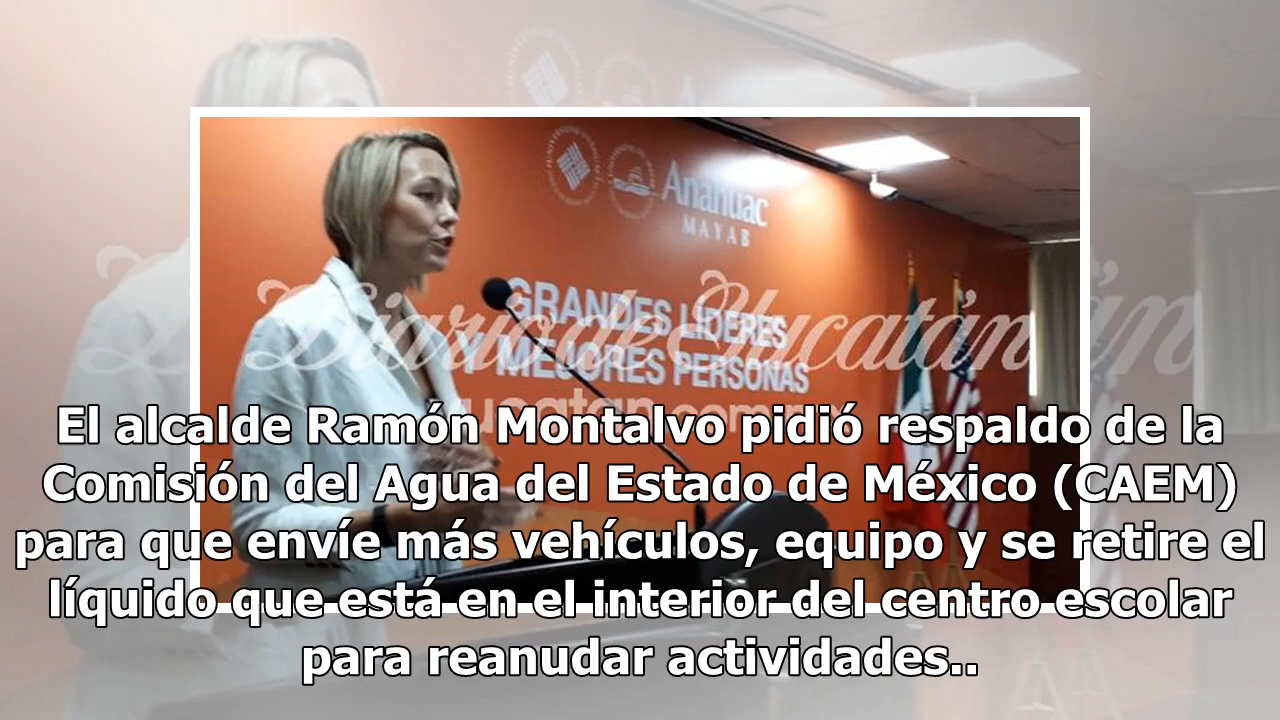 Anáhuac
MAYAB
GRANDES LÍDERES
Y MEJORES PERSONAS
Diario de Yucatán
El alcalde Ramón Montalvo pidió respaldo de la
Comisión del Agua del Estado de México (CAEM)
para que envíe más vehículos, equipo y se retire el
líquido que está en el interior del centro escolar
para reanudar actividades..